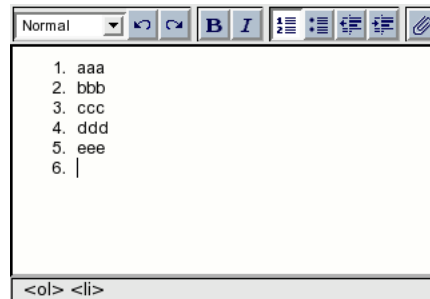 Normal B I
1. aaa
2. bbb
3. ccc
4. ddd
5. eee
6.
<ol> <li>